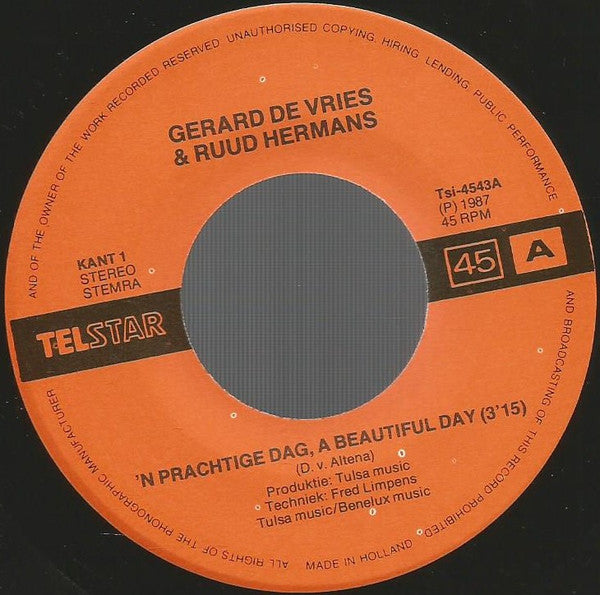 ALL RIGHTS OF THE PHONOGRAPHIC MANUFACTURER AND OF THE OWNER OF THE WORK RECORDED RESERVED UNAUTHORISED COPYING, HIRING LENDING PUBLIC PERFORMANCE AND BROADCASTING OF THIS RECORD PROHIBITED
GERARD DE VRIES
& RUUD HERMANS
Tsi-4543A
(P) 1987
45 RPM
KANT 1
STEREO
STEMRA
45 A
TELSTAR
'N PRACHTIGE DAG, A BEAUTIFUL DAY (3'15)
(D. v. Altena)
Produktie: Tulsa music
Techniek: Fred Limpens
Tulsa music/Benelux music
MADE IN HOLLAND